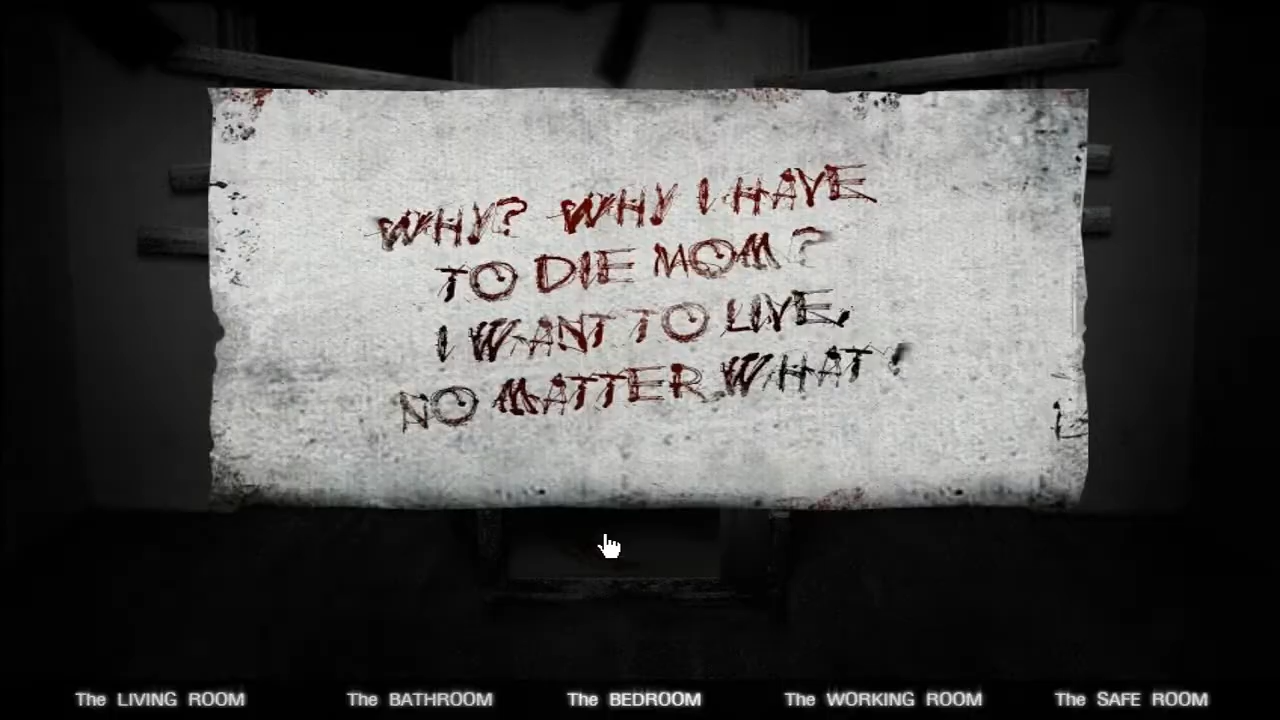 WHY? WHY I HAVE
TO DIE MOM?
I WANT TO LIVE,
NO MATTER WHAT!
The LIVING ROOM
The BATHROOM
The BEDROOM
The WORKING ROOM
The SAFE ROOM